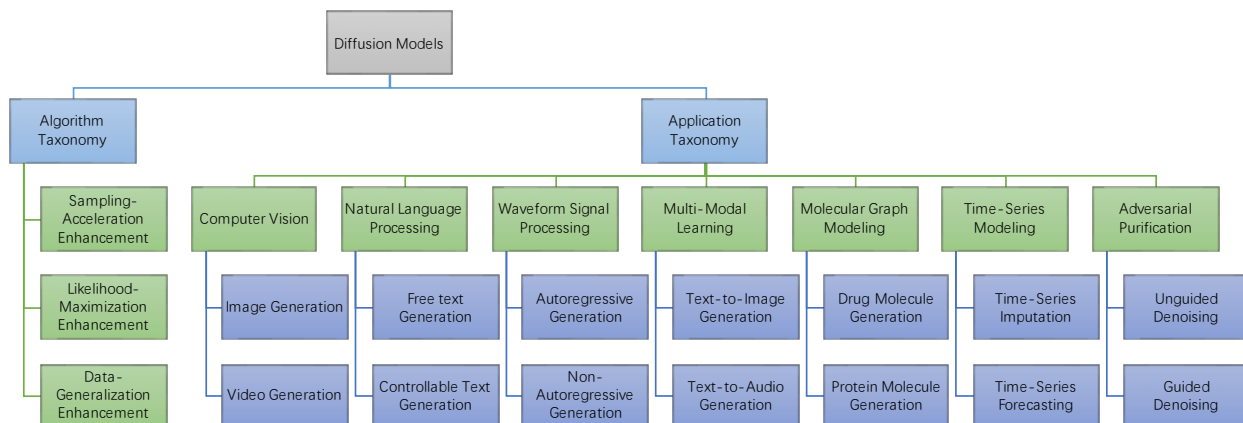 Diffusion Models
Algorithm
Taxonomy
Application
Taxonomy
Sampling-
Acceleration
Enhancement
Computer Vision
Natural Language
Processing
Waveform Signal
Processing
Multi-Modal
Learning
Molecular Graph
Modeling
Time-Series
Modeling
Adversarial
Purification
Likelihood-
Maximization
Enhancement
Image Generation
Free text
Generation
Autoregressive
Generation
Text-to-Image
Generation
Drug Molecule
Generation
Time-Series
Imputation
Unguided
Denoising
Data-
Generalization
Enhancement
Video Generation
Controllable Text
Generation
Non-
Autoregressive
Generation
Text-to-Audio
Generation
Protein Molecule
Generation
Time-Series
Forecasting
Guided
Denoising